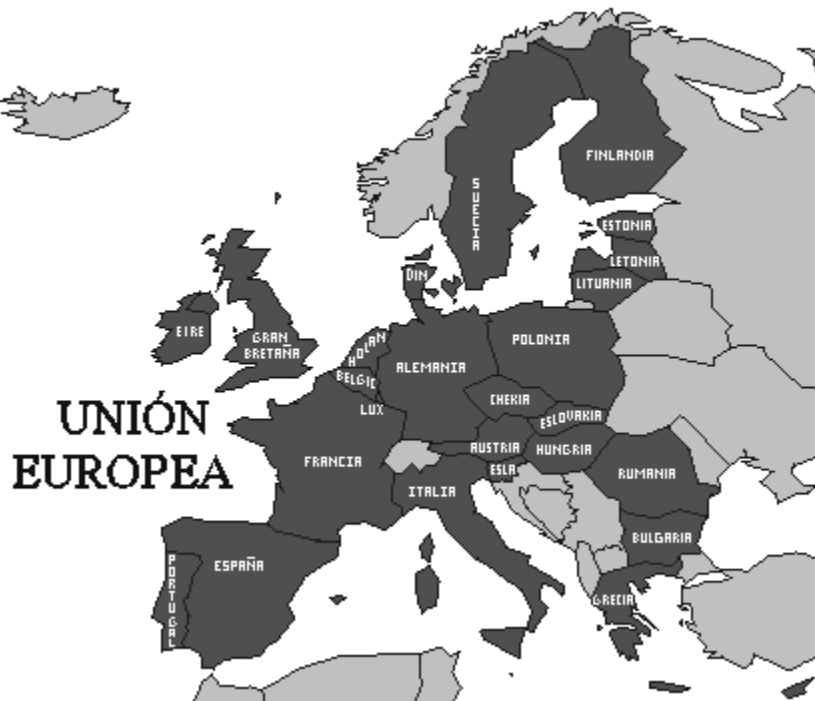 FINLANDIA
SUECIA
ESTONIA
LETONIA
LITUANIA
DIN
EIRE
GRAN
BRETAÑA
HOLAN
BELGIC
LUX
ALEMANIA
POLONIA
CHEKIA
ESLOVAKIA
UNIÓN
EUROPEA
FRANCIA
AUSTRIA
HUNGRIA
ESLA
ITALIA
RUMANIA
BULGARIA
ESPAÑA
PORTUGAL
GRECIA